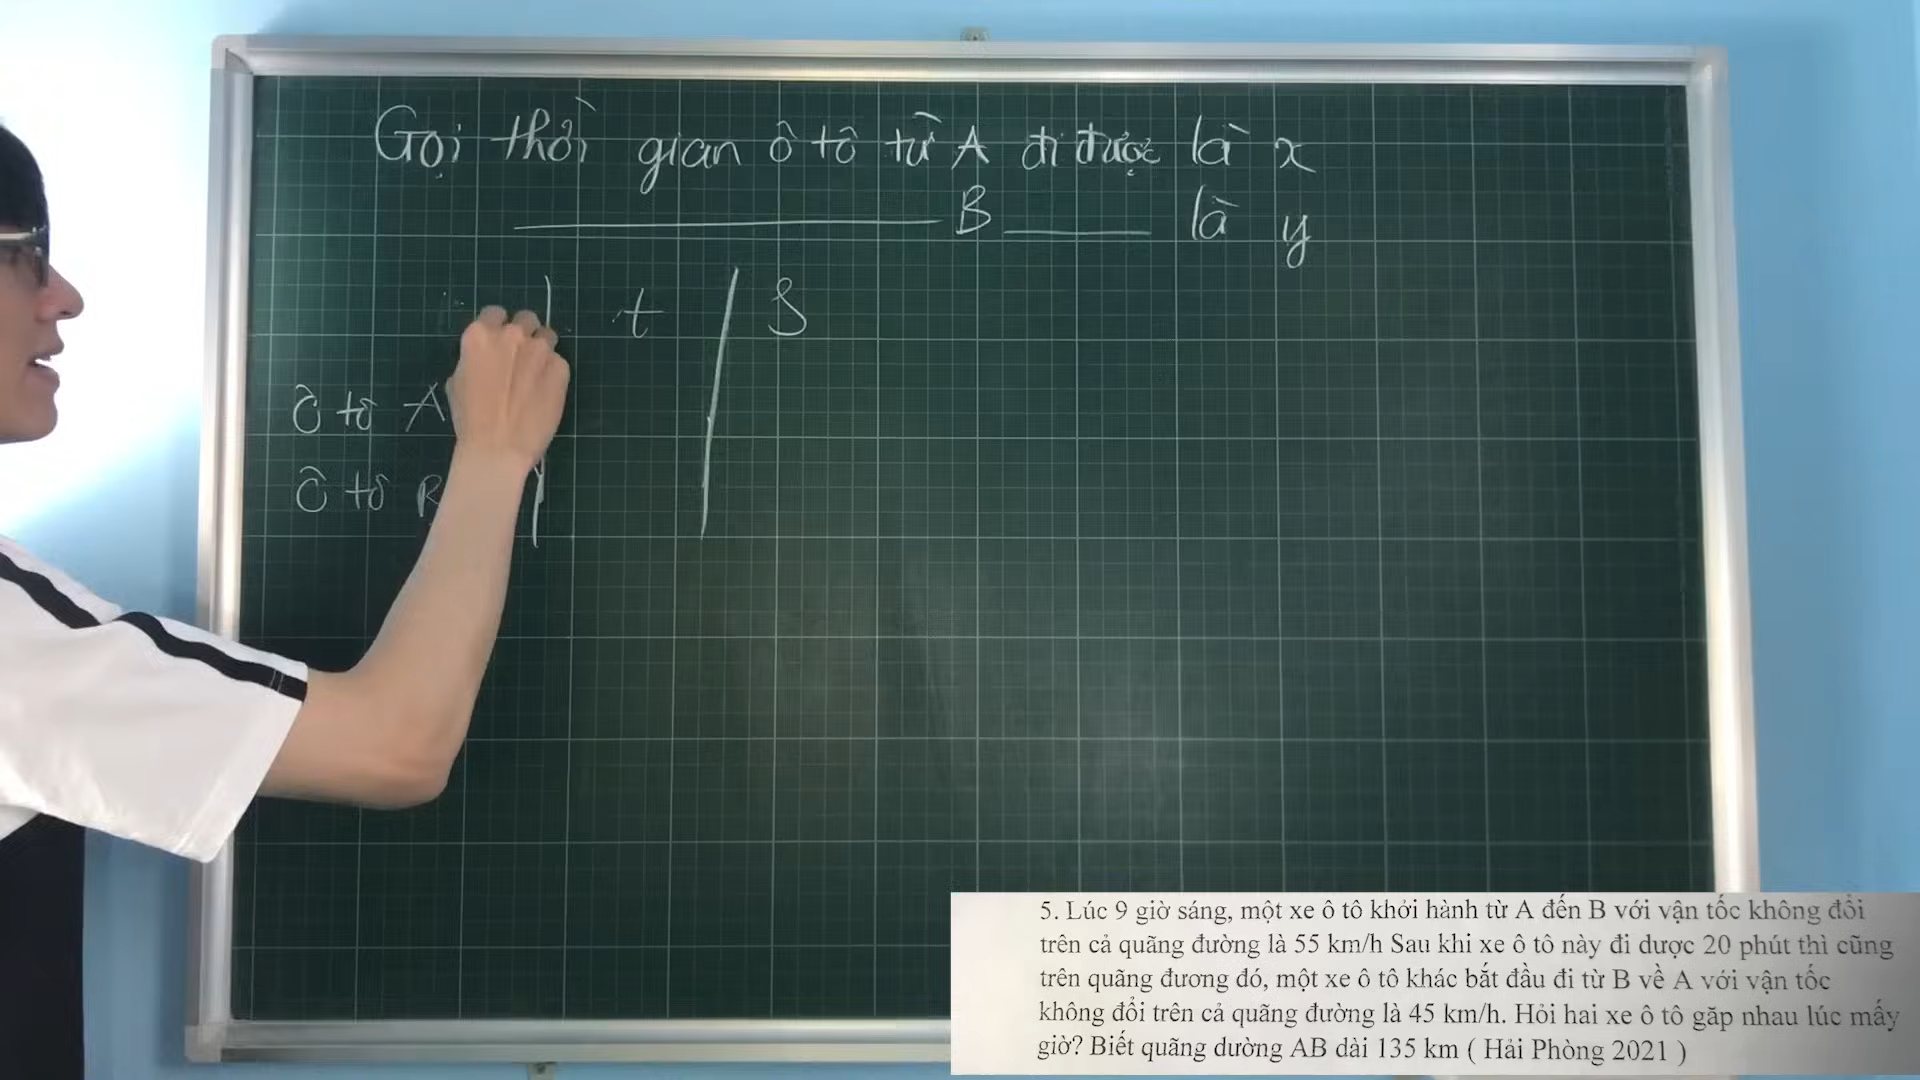 Gọi thời gian ô tô từ A đi được là x
B là y
t S
Ô tô A
Ô tô B
5. Lúc 9 giờ sáng, một xe ô tô khởi hành từ A đến B với vận tốc không đổi
trên cả quãng đường là 55 km/h Sau khi xe ô tô này đi dược 20 phút thì cũng
trên quãng đương đó, một xe ô tô khác bắt đầu đi từ B về A với vận tốc
không đổi trên cả quãng đường là 45 km/h. Hỏi hai xe ô tô gặp nhau lúc mấy
giờ? Biết quãng dường AB dài 135 km ( Hải Phòng 2021 )